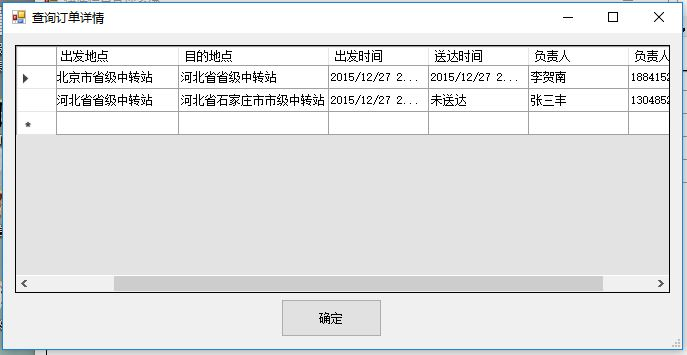 查询订单详情
出发地点 目的地点 出发时间 送达时间 负责人 负责人
北京市省级中转站 河北省省级中转站 2015/12/27 2... 2015/12/27 2... 李贺南 1884152
河北省省级中转站 河北省石家庄市市级中转站 2015/12/27 2... 未送达 张三丰 1304852
确定